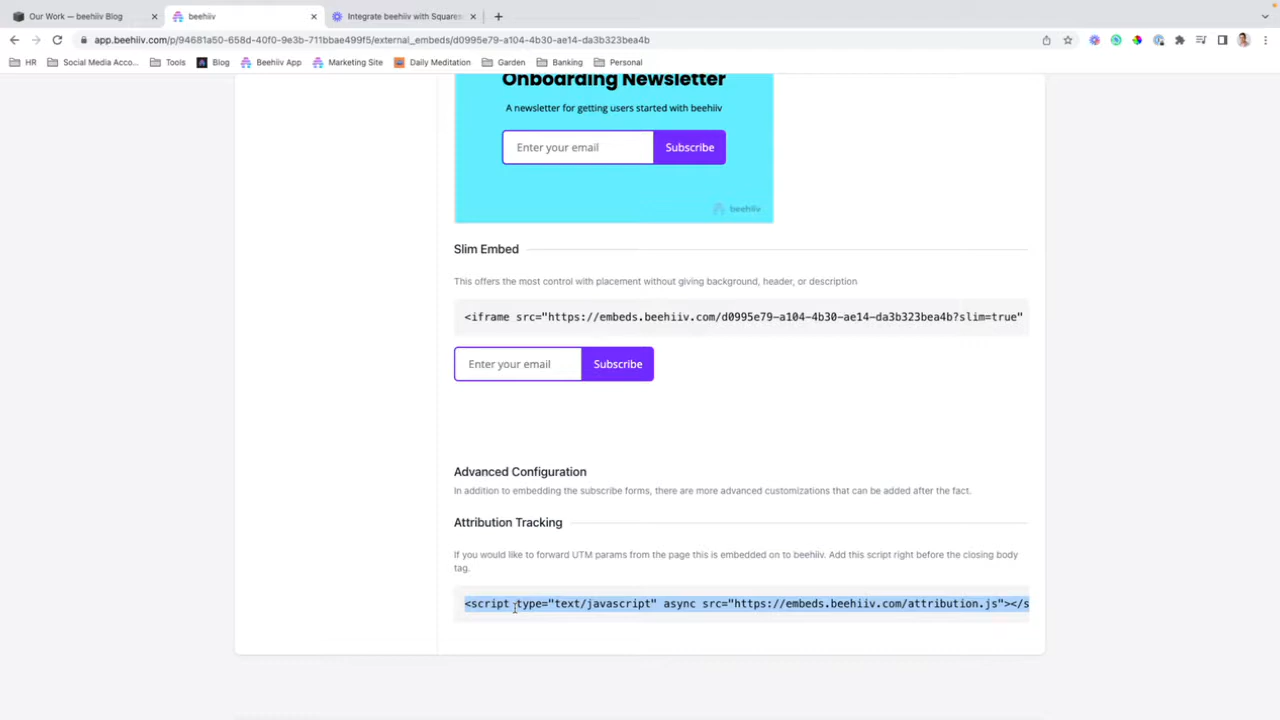 Our Work — beehiiv Blog
beehiiv
Integrate beehiiv with Squares
app.beehiiv.com/p/94681a50-658d-40f0-9e3b-711bbae499f5/external_embeds/d0995e79-a104-4b30-ae14-da3b323bea4b
HR
Social Media Acco...
Tools
Blog
Beehiiv App
Marketing Site
Daily Meditation
Garden
Banking
Personal
Onboarding Newsletter
A newsletter for getting users started with beehiiv
Enter your email
Subscribe
beehiiv
Slim Embed
This offers the most control with placement without giving background, header, or description
<iframe src="https://embeds.beehiiv.com/d0995e79-a104-4b30-ae14-da3b323bea4b?slim=true"
Enter your email
Subscribe
Advanced Configuration
In addition to embedding the subscribe forms, there are more advanced customizations that can be added after the fact.
Attribution Tracking
If you would like to forward UTM params from the page this is embedded on to beehiiv. Add this script right before the closing body
tag.
<script type="text/javascript" async src="https://embeds.beehiiv.com/attribution.js"></s